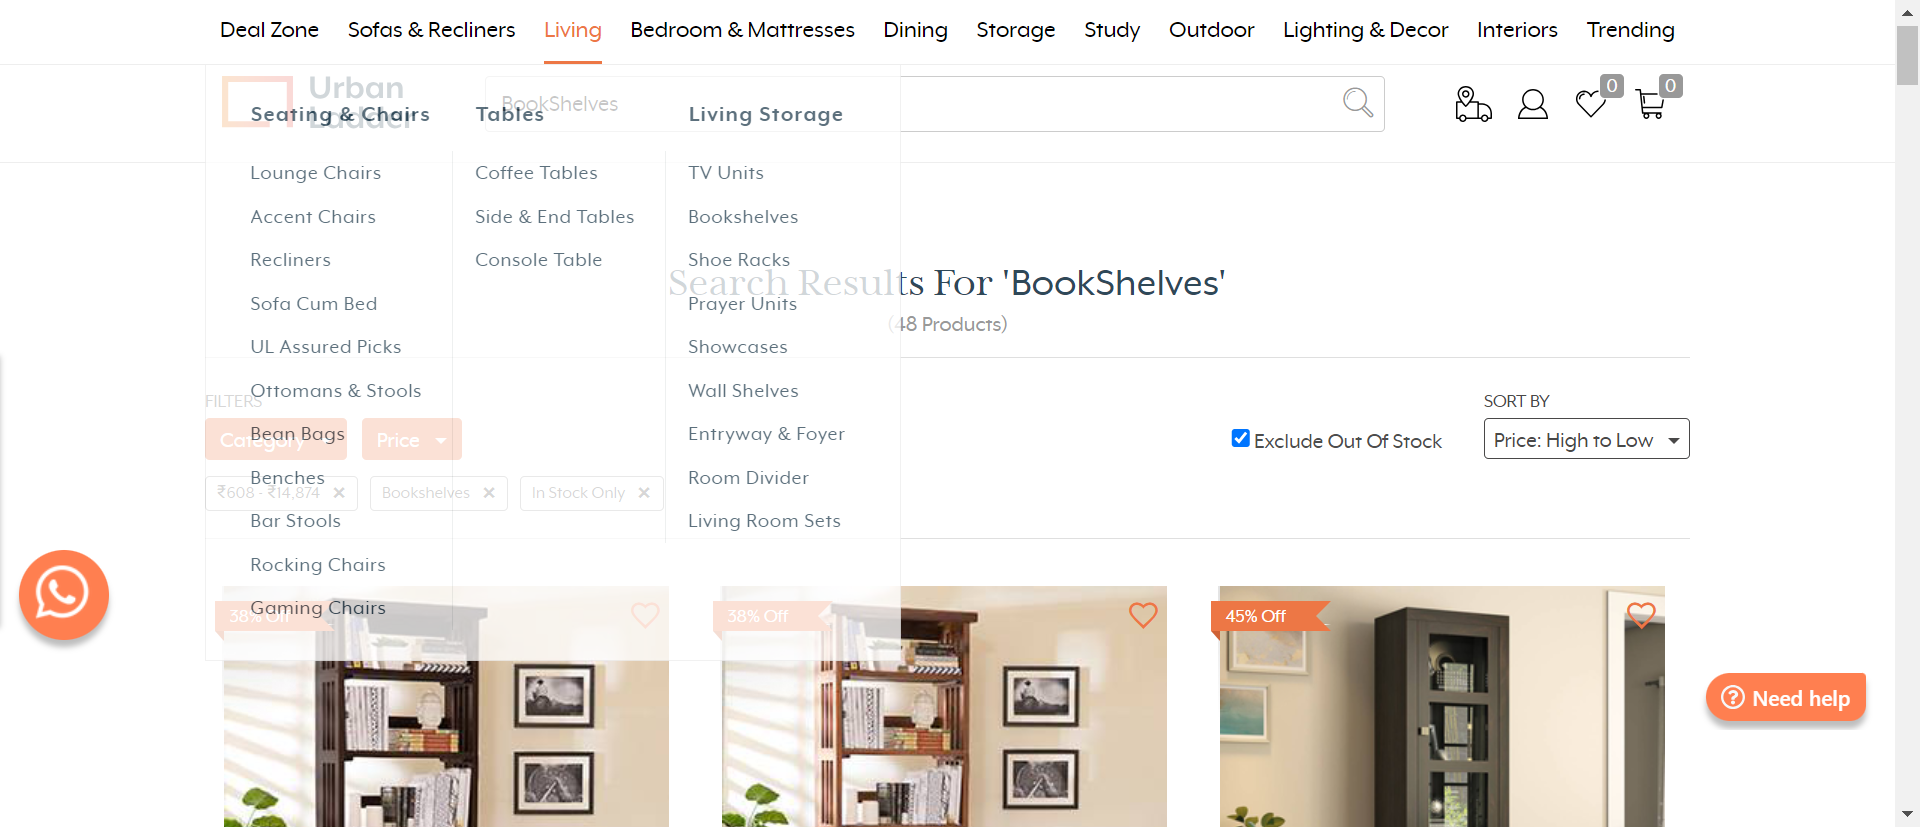 Deal Zone Sofas & Recliners Living Bedroom & Mattresses Dining Storage Study Outdoor Lighting & Decor Interiors Trending
Urban
Ladder
BookShelves
0
0
Seating & Chairs
Lounge Chairs
Accent Chairs
Recliners
Sofa Cum Bed
UL Assured Picks
Ottomans & Stools
Bean Bags
Benches
Bar Stools
Rocking Chairs
Gaming Chairs
Tables
Coffee Tables
Side & End Tables
Console Table
Living Storage
TV Units
Bookshelves
Shoe Racks
Prayer Units
Showcases
Wall Shelves
Entryway & Foyer
Room Divider
Living Room Sets
Search Results For 'BookShelves'
(48 Products)
FILTERS
Category
Price
₹608 - ₹14,874
Bookshelves
In Stock Only
Exclude Out Of Stock
SORT BY
Price: High to Low
38% Off
38% Off
45% Off
Need help